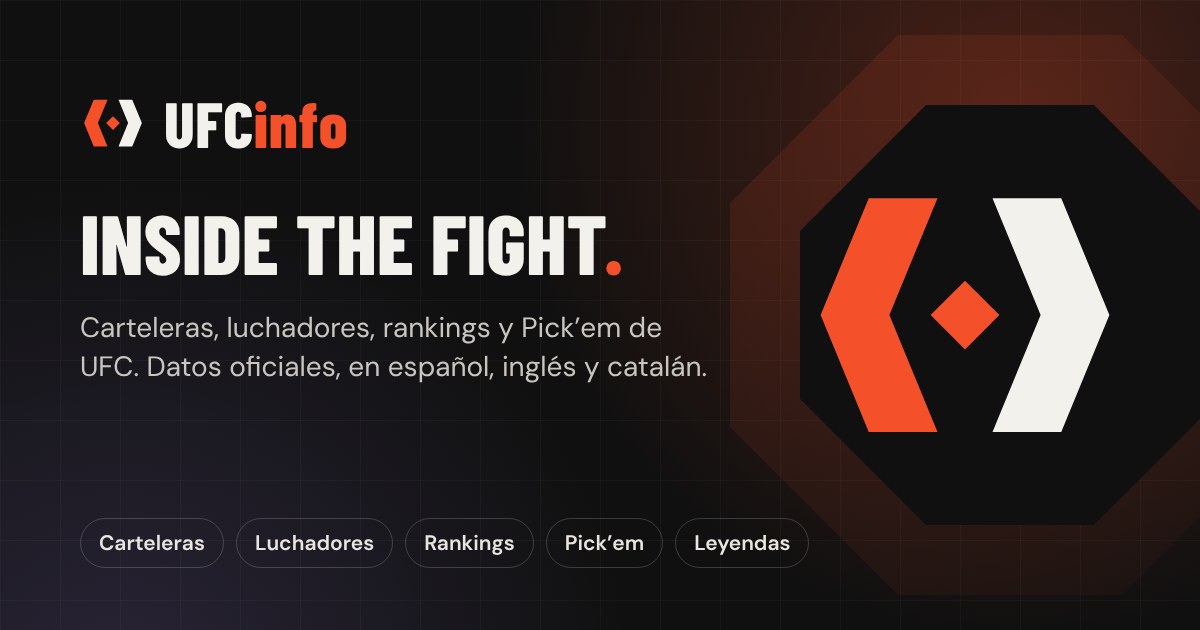 UFCinfo
INSIDE THE FIGHT.
Carteleras, luchadores, rankings y Pick’em de
UFC. Datos oficiales, en español, inglés y catalán.
Carteleras
Luchadores
Rankings
Pick’em
Leyendas